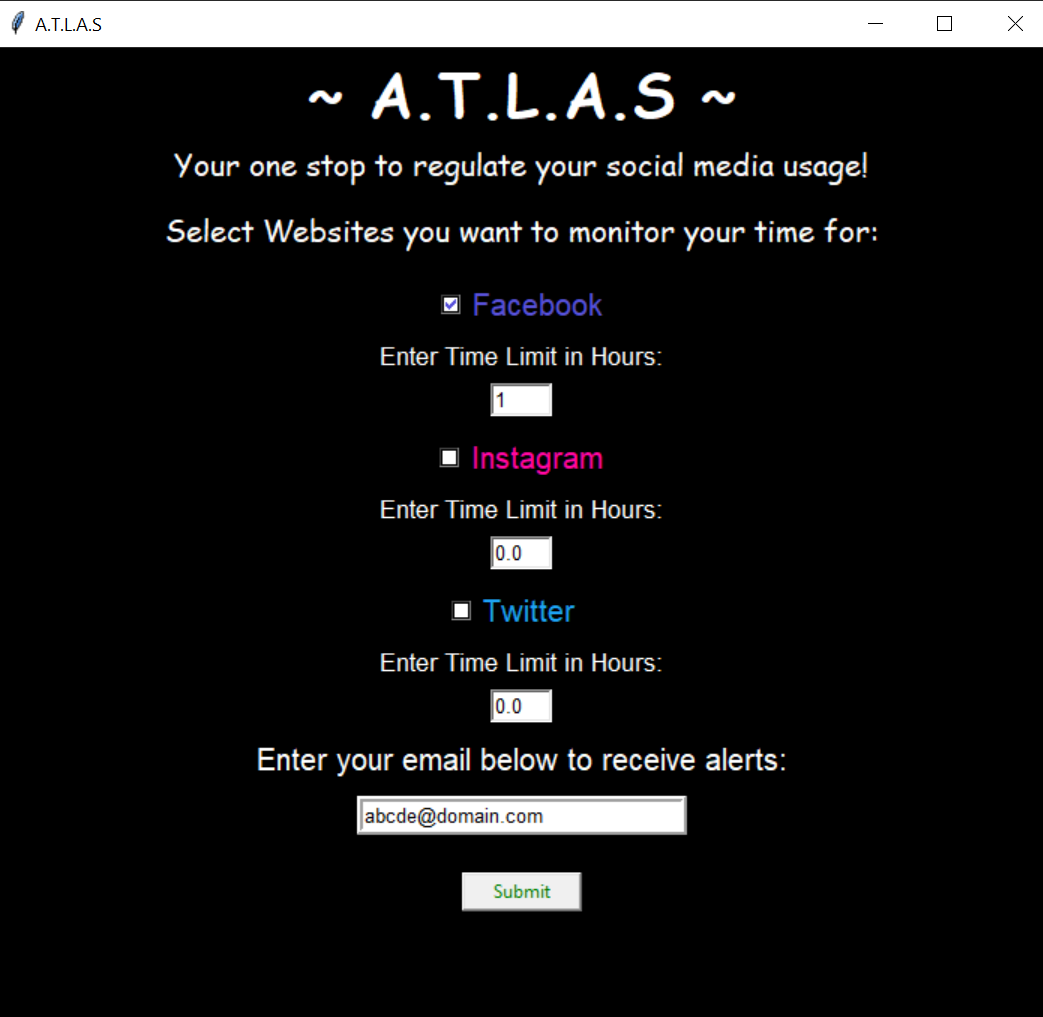 A.T.L.A.S
~ A.T.L.A.S ~
Your one stop to regulate your social media usage!
Select Websites you want to monitor your time for:
Facebook
Enter Time Limit in Hours:
1
Instagram
Enter Time Limit in Hours:
0.0
Twitter
Enter Time Limit in Hours:
0.0
Enter your email below to receive alerts:
abcde@domain.com
Submit